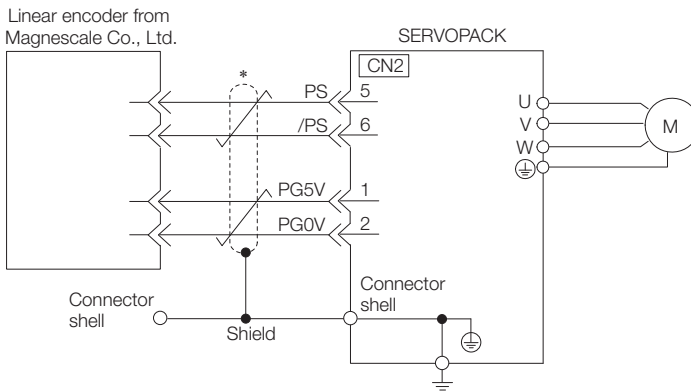 Linear encoder from
Magnescale Co., Ltd.
SERVOPACK
CN2
*
PS 5
/PS 6
PG5V 1
PG0V 2
U
V
W
M
Connector
shell
Shield
Connector
shell